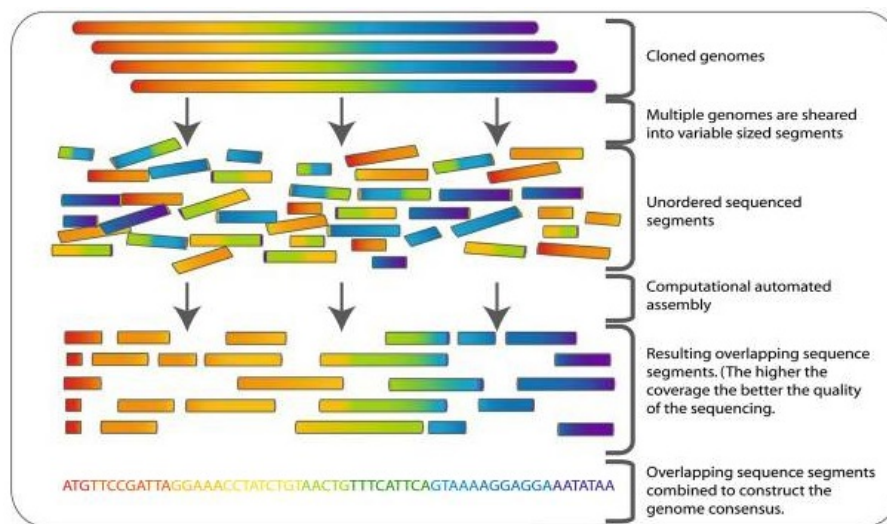 Cloned genomes
Multiple genomes are sheared
into variable sized segments
Unordered sequenced
segments
Computational automated
assembly
Resulting overlapping sequence
segments. (The higher the
coverage the better the quality
of the sequencing.
ATGTTCCGATTAGGAAACCTATCTGTAACTGTTTCATTCAGTAAAAGGAGGAAATATAA
Overlapping sequence segments
combined to construct the
genome consensus.